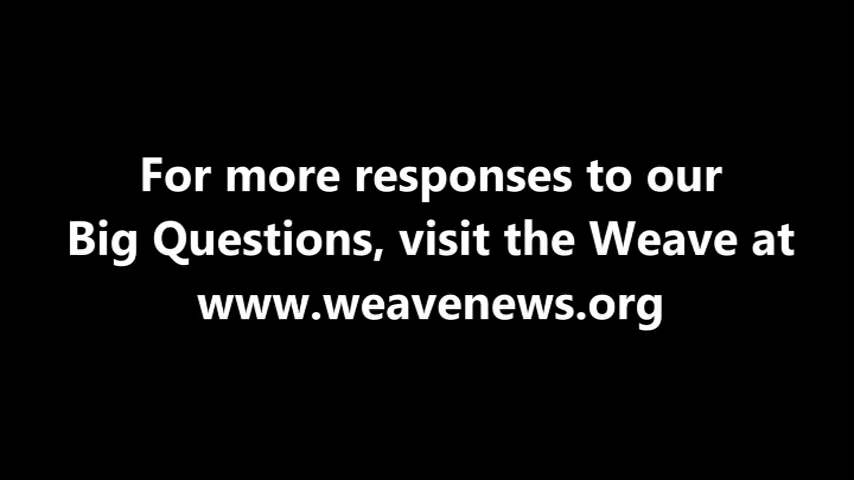 For more responses to our
Big Questions, visit the Weave at
www.weavenews.org